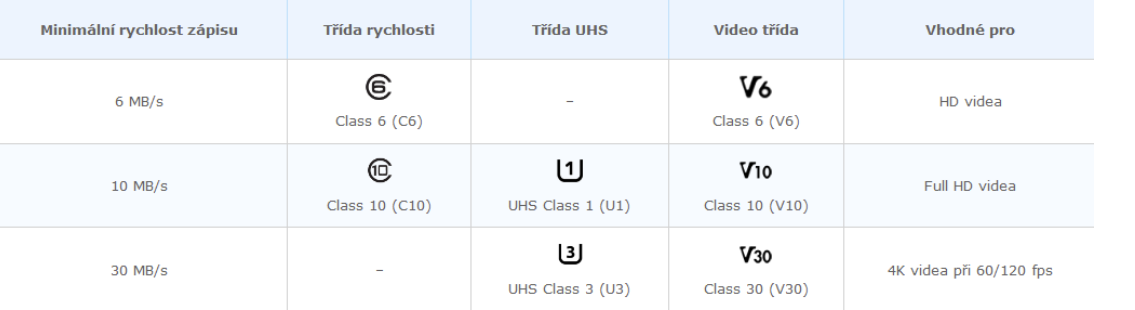 Minimální rychlost zápisu Třída rychlosti Třída UHS Video třída Vhodné pro
6 MB/s 6 Class 6 (C6) – V6 Class 6 (V6) HD videa
10 MB/s 10 Class 10 (C10) 1 UHS Class 1 (U1) V10 Class 10 (V10) Full HD videa
30 MB/s – 3 UHS Class 3 (U3) V30 Class 30 (V30) 4K videa při 60/120 fps